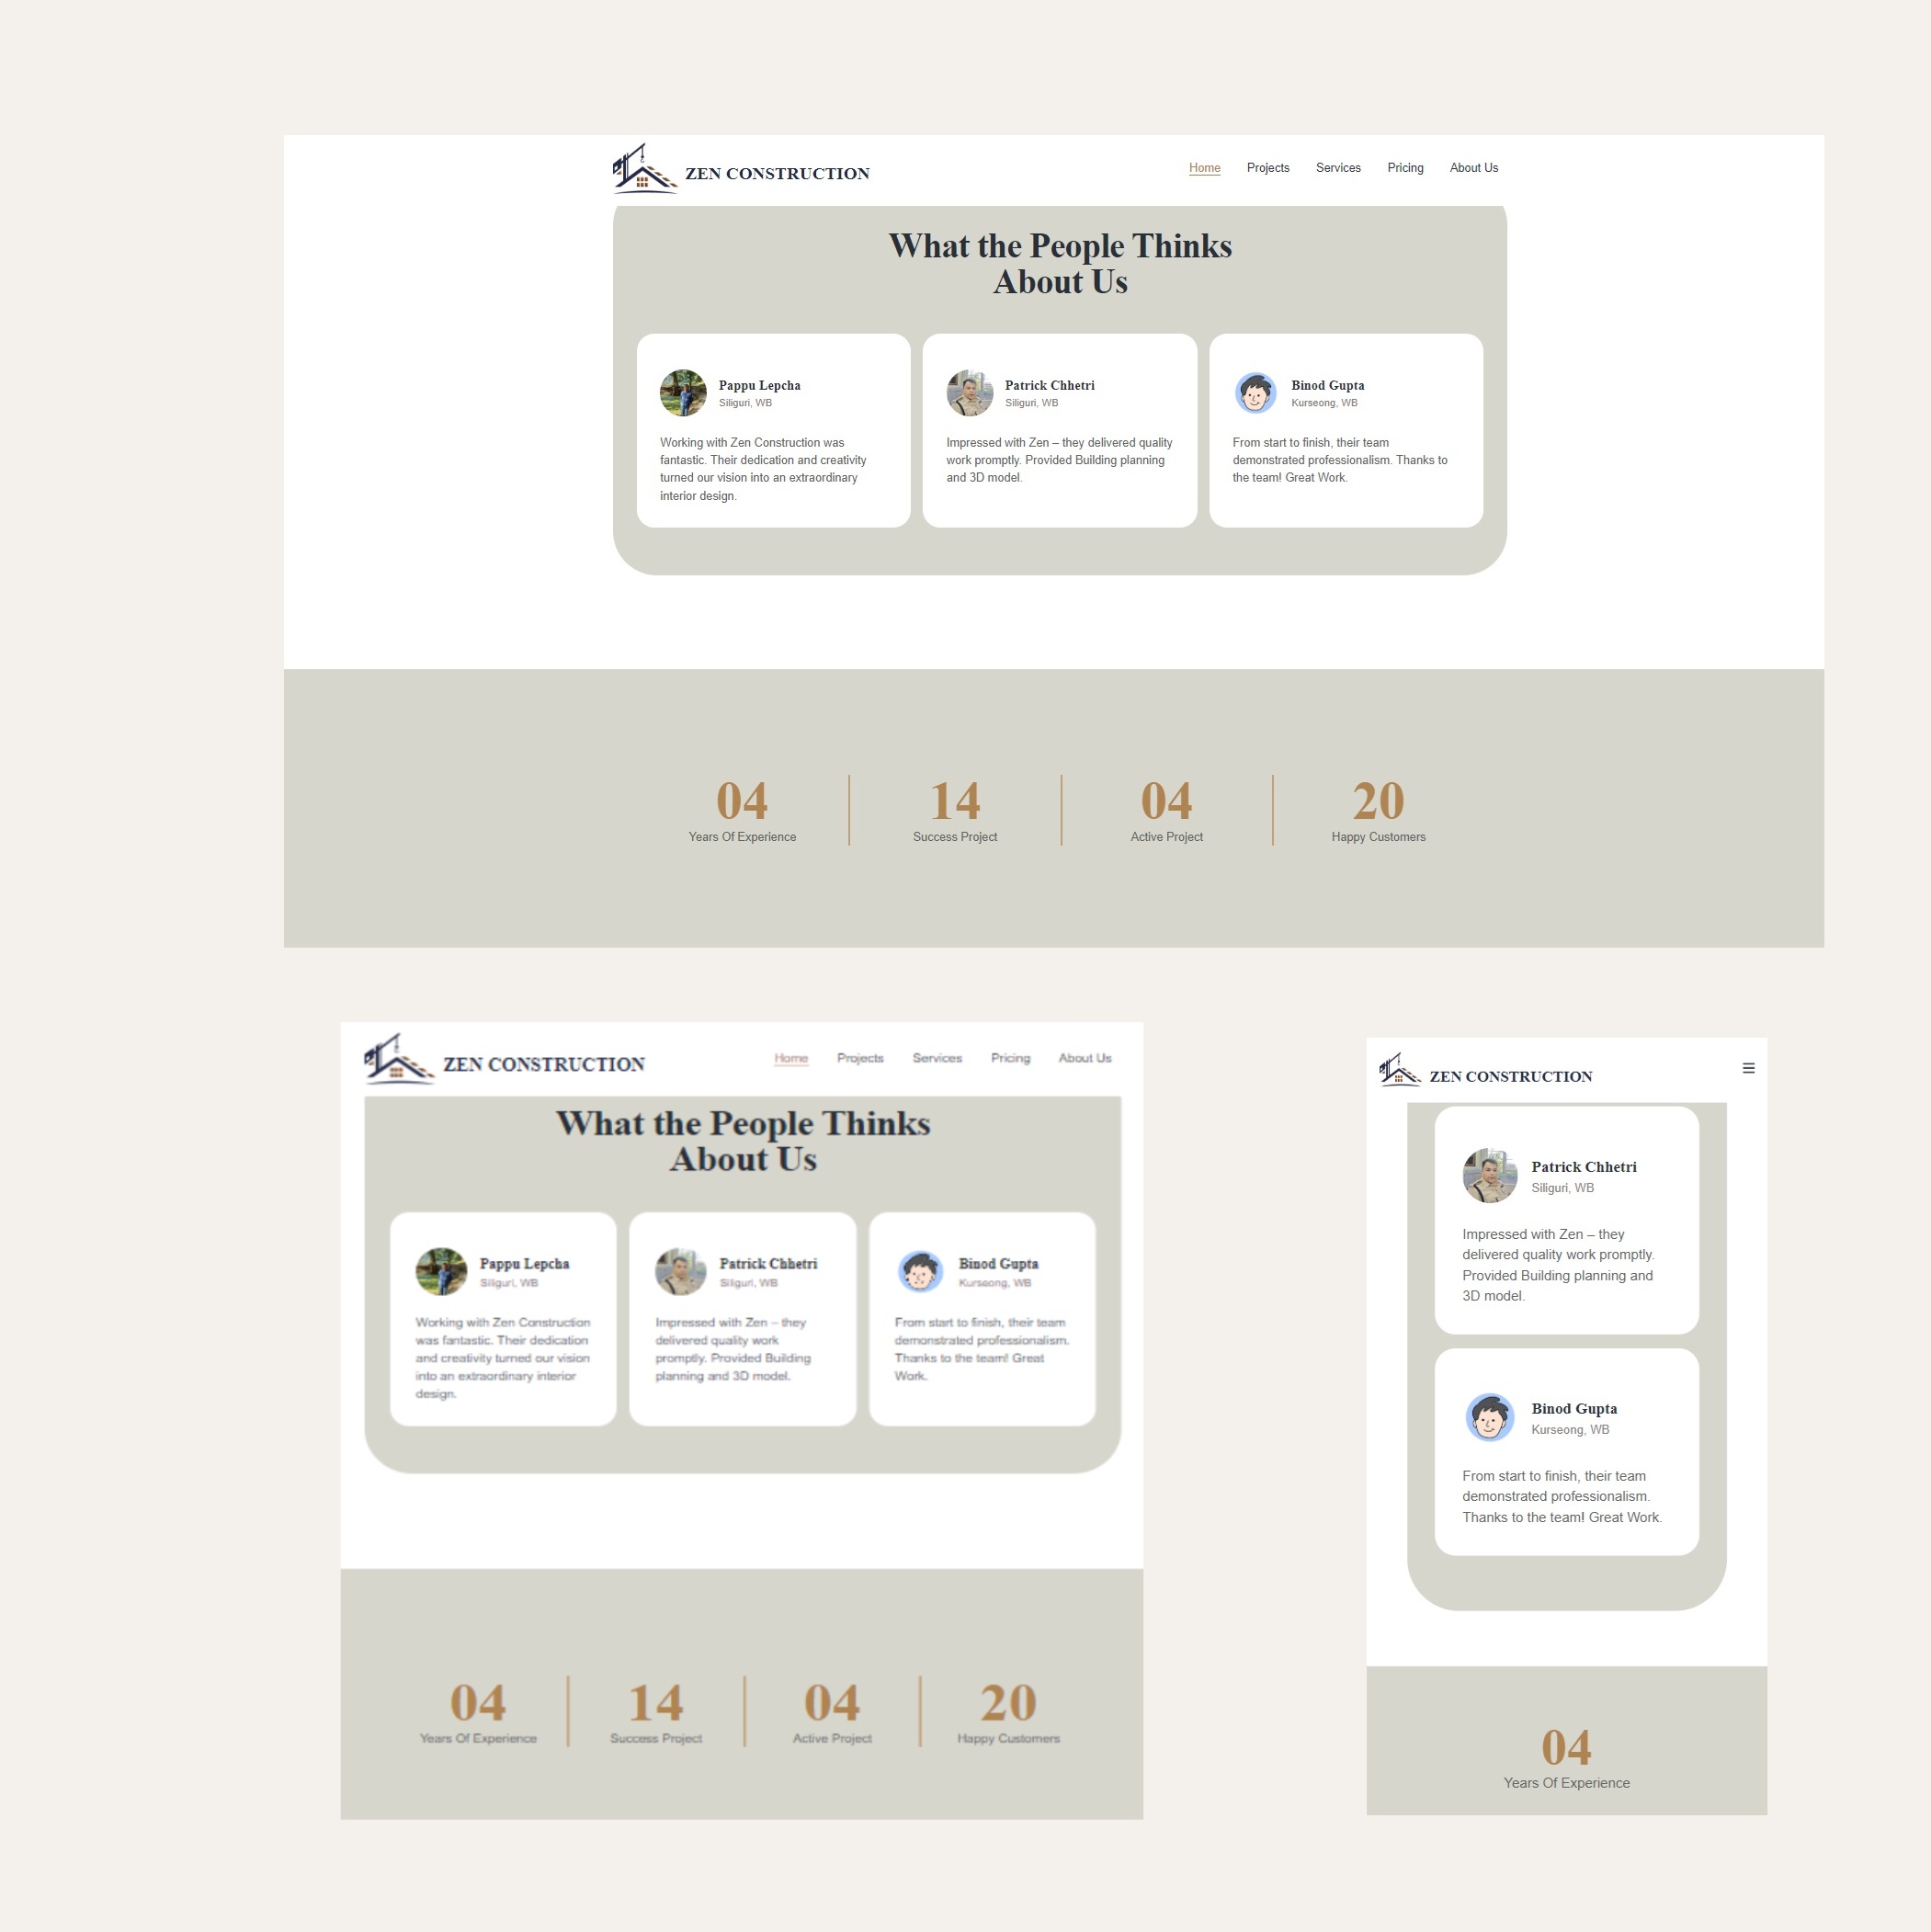 ZEN CONSTRUCTION
Home Projects Services Pricing About Us
What the People Thinks
About Us
Pappu Lepcha
Siliguri, WB
Working with Zen Construction was
fantastic. Their dedication and creativity
turned our vision into an extraordinary
interior design.
Patrick Chhetri
Siliguri, WB
Impressed with Zen – they delivered quality
work promptly. Provided Building planning
and 3D model.
Binod Gupta
Kurseong, WB
From start to finish, their team
demonstrated professionalism. Thanks to
the team! Great Work.
04
Years Of Experience
14
Success Project
04
Active Project
20
Happy Customers
ZEN CONSTRUCTION
Home Projects Services Pricing About Us
What the People Thinks
About Us
Pappu Lepcha
Siliguri, WB
Working with Zen Construction
was fantastic. Their dedication
and creativity turned our vision
into an extraordinary interior
design.
Patrick Chhetri
Siliguri, WB
Impressed with Zen – they
delivered quality work
promptly. Provided Building
planning and 3D model.
Binod Gupta
Kurseong, WB
From start to finish, their team
demonstrated professionalism.
Thanks to the team! Great
Work.
04
Years Of Experience
14
Success Project
04
Active Project
20
Happy Customers
ZEN CONSTRUCTION
Patrick Chhetri
Siliguri, WB
Impressed with Zen – they
delivered quality work promptly.
Provided Building planning and
3D model.
Binod Gupta
Kurseong, WB
From start to finish, their team
demonstrated professionalism.
Thanks to the team! Great Work.
04
Years Of Experience